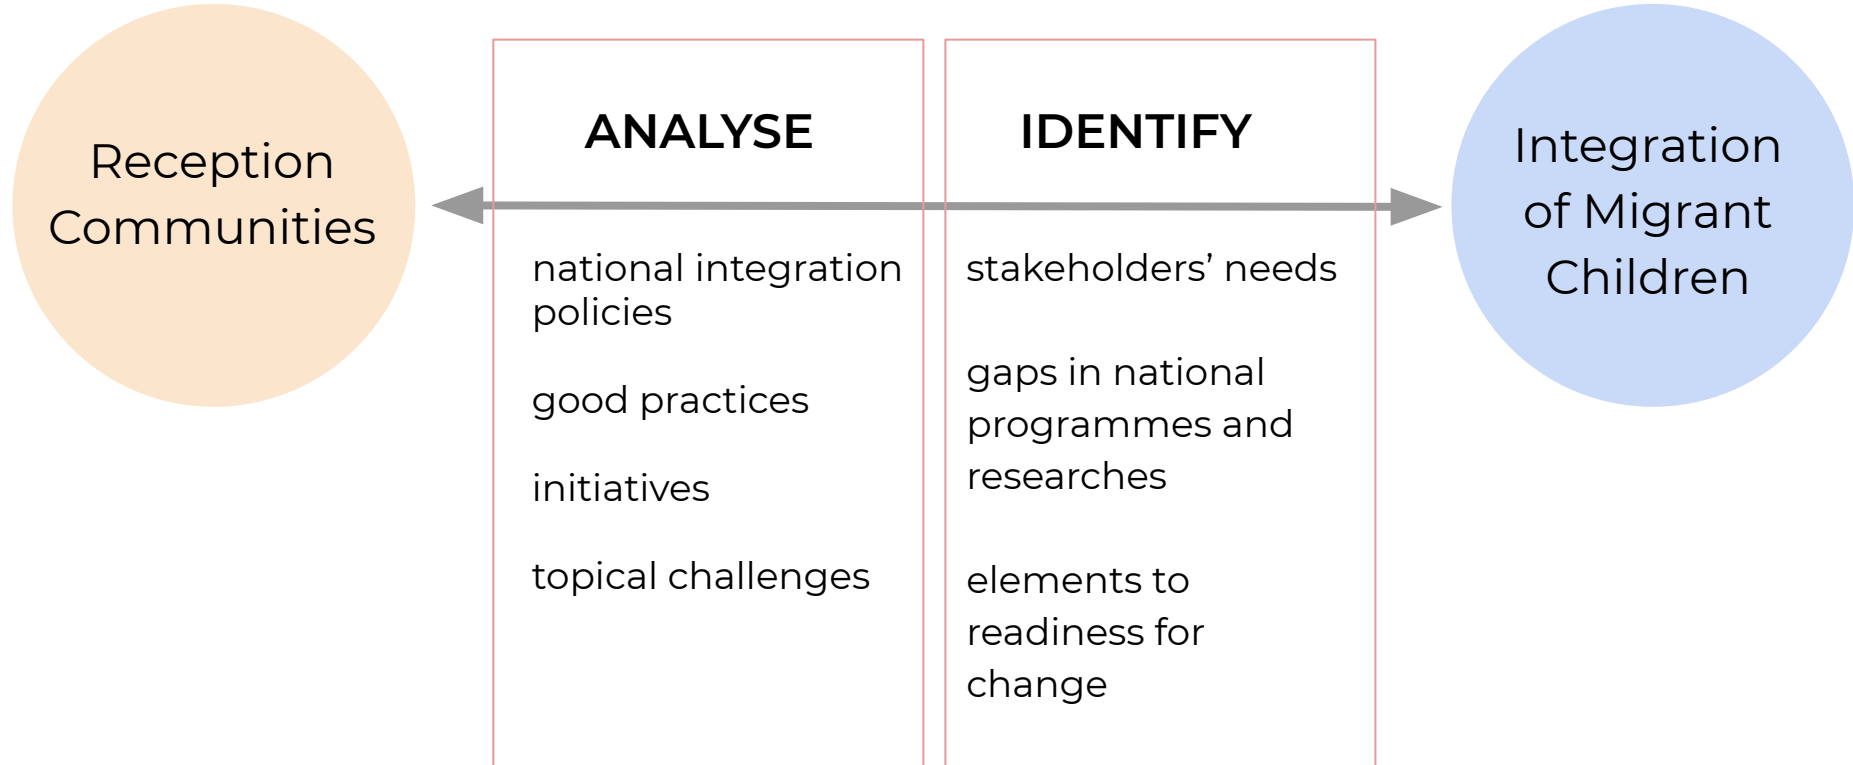 Reception
Communities
ANALYSE
national integration
policies
good practices
initiatives
topical challenges
IDENTIFY
stakeholders’ needs
gaps in national
programmes and
researches
elements to
readiness for
change
Integration
of Migrant
Children